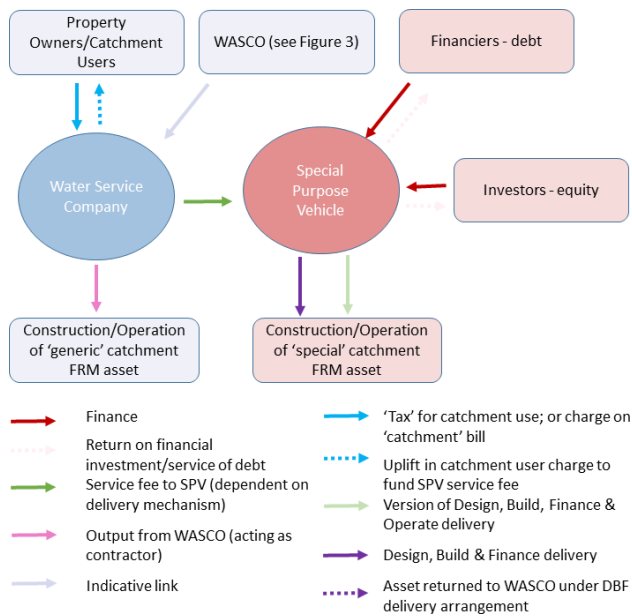 Property
Owners/Catchment
Users
WASCO (see Figure 3)
Financiers - debt
Water Service
Company
Special
Purpose
Vehicle
Investors - equity
Construction/Operation
of ‘generic’ catchment
FRM asset
Construction/Operation
of ‘special’ catchment
FRM asset
Finance
Return on financial
investment/service of debt
Service fee to SPV (dependent on
delivery mechanism)
Output from WASCO (acting as
contractor)
Indicative link
‘Tax’ for catchment use; or charge on
‘catchment’ bill
Uplift in catchment user charge to
fund SPV service fee
Version of Design, Build, Finance &
Operate delivery
Design, Build & Finance delivery
Asset returned to WASCO under DBF
delivery arrangement